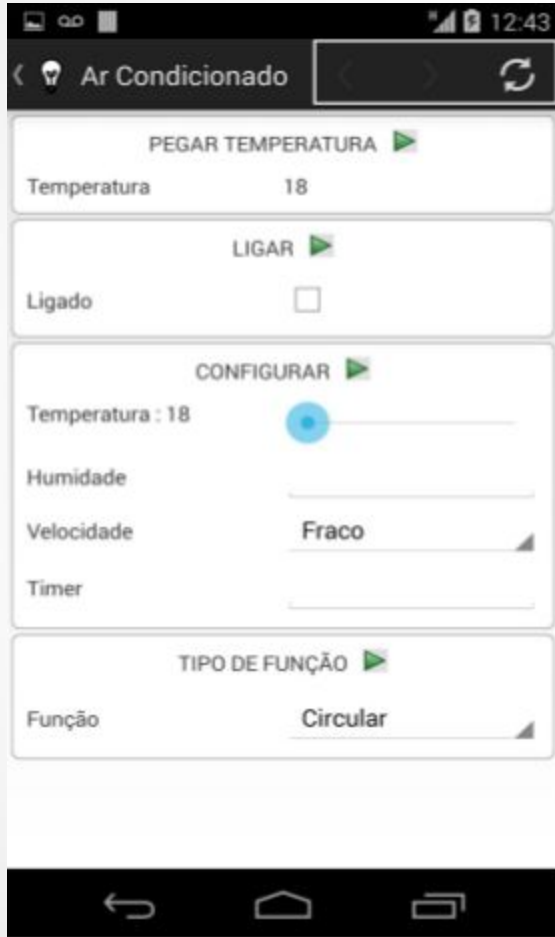 12:43
Ar Condicionado
PEGAR TEMPERATURA
Temperatura 18
LIGAR
Ligado
CONFIGURAR
Temperatura : 18
Humidade
Velocidade Fraco
Timer
TIPO DE FUNÇÃO
Função Circular